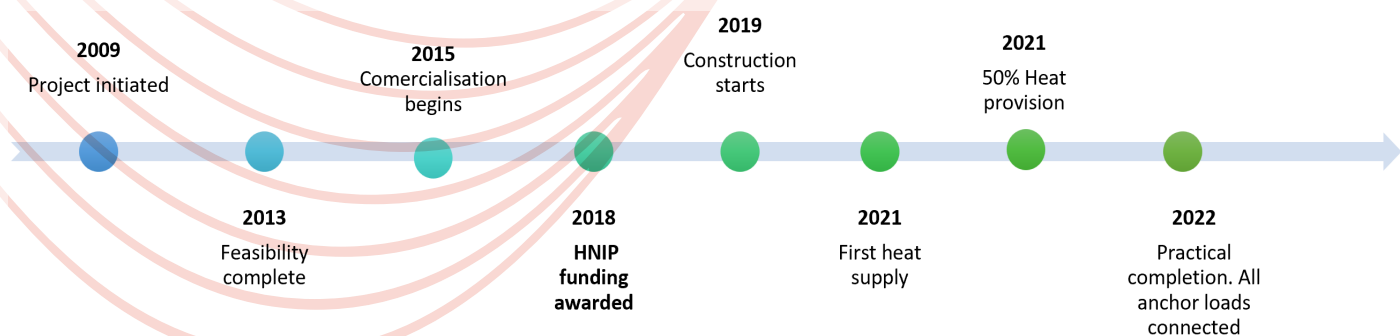 2009
Project initiated
2013
Feasibility
complete
2015
Comercialisation
begins
2018
HNIP
funding
awarded
2019
Construction
starts
2021
First heat
supply
2021
50% Heat
provision
2022
Practical
completion. All
anchor loads
connected